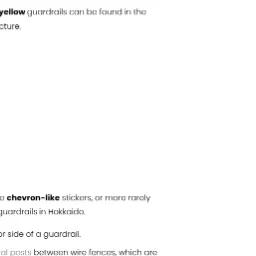 yellow guardrails can be found in the
cture.
e chevron-like stickers, or more rarely
guardrails in Hokkaido.
or side of a guardrail.
al posts between wire fences, which are